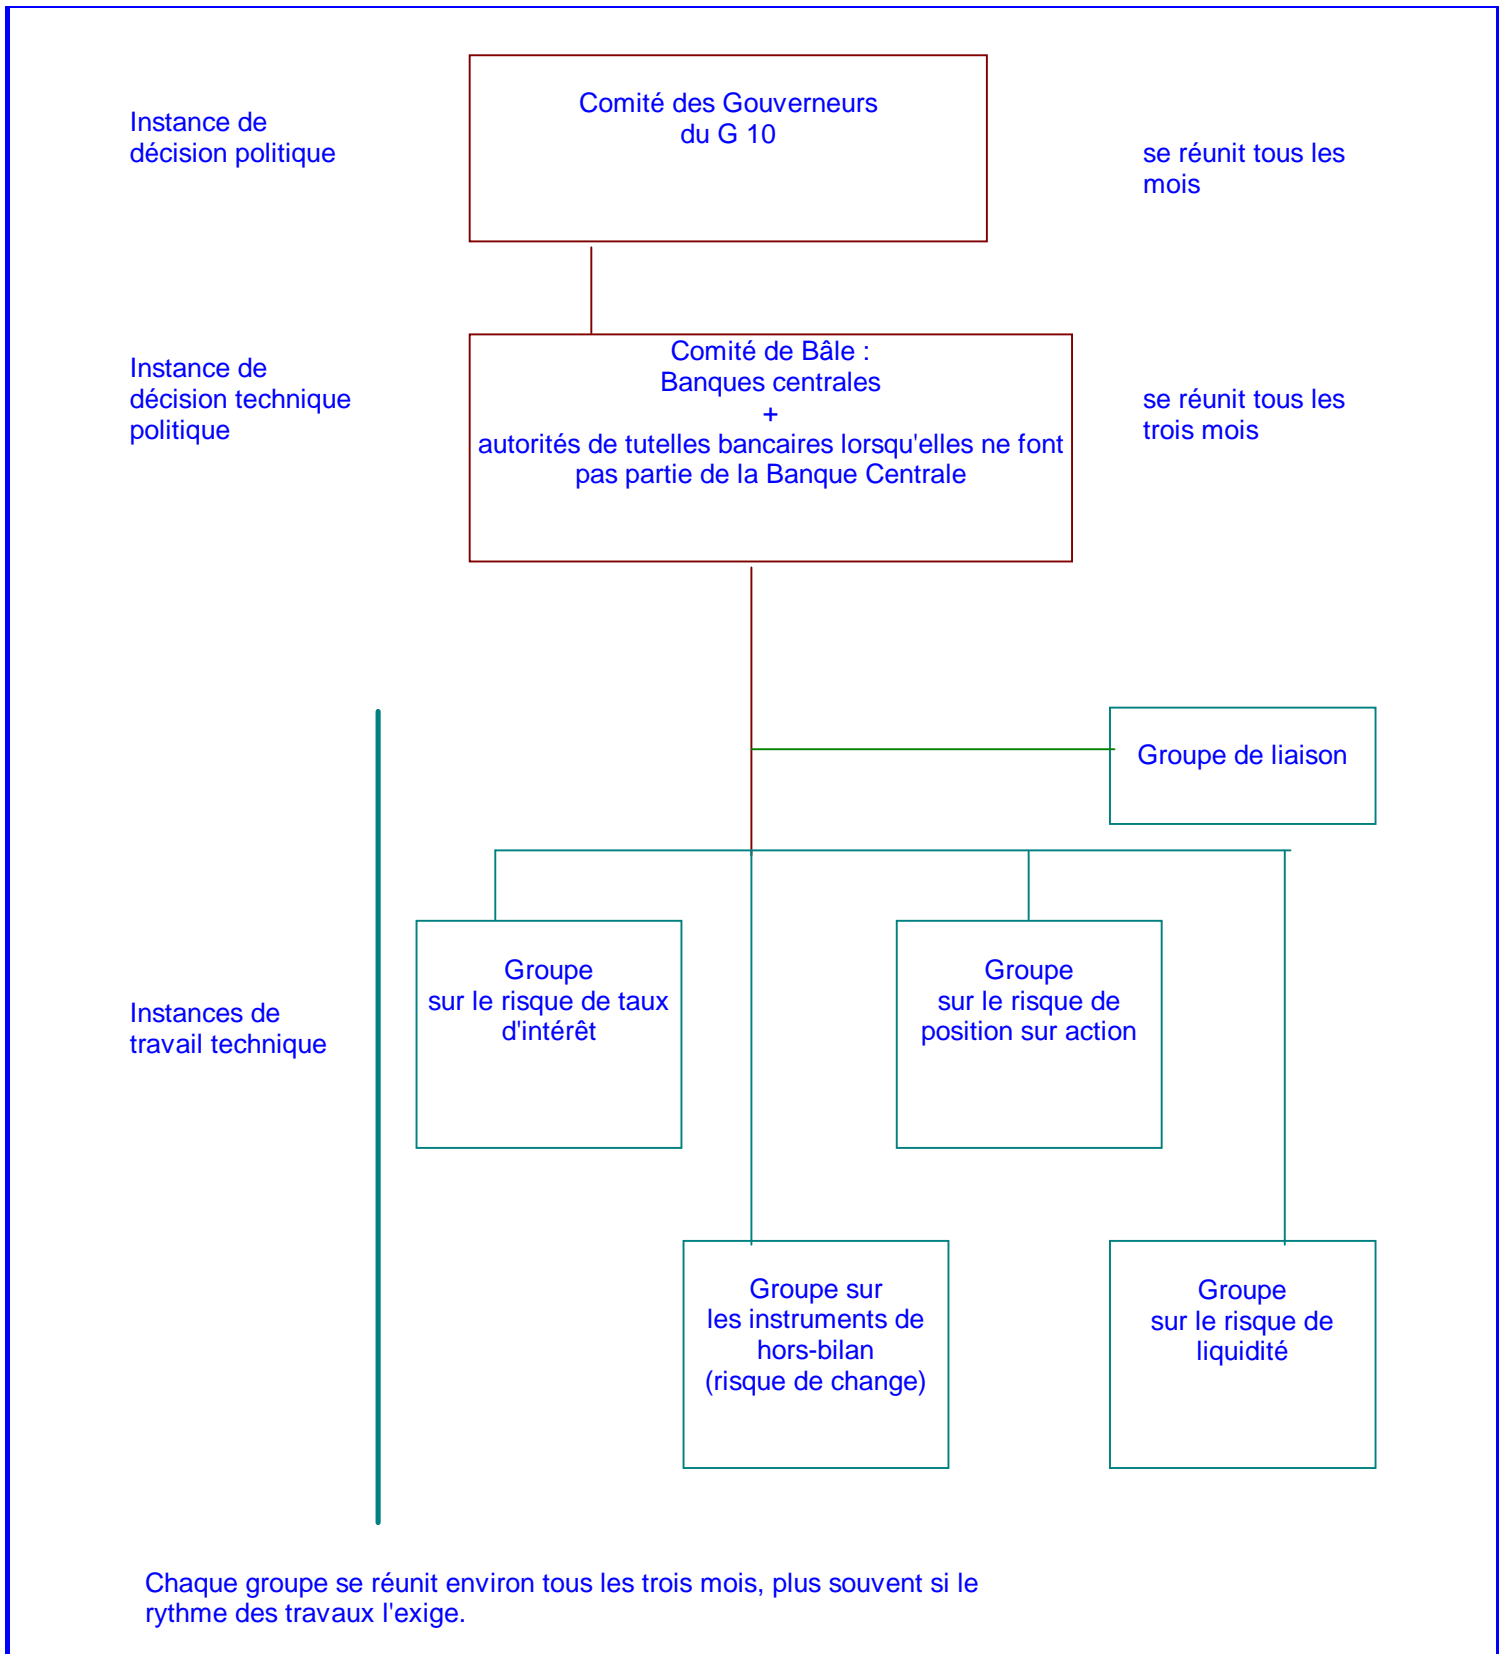 Comité des Gouverneurs
du G 10
Instance de
décision politique
se réunit tous les
mois
Comité de Bâle :
Banques centrales
+
autorités de tutelles bancaires lorsqu'elles ne font
pas partie de la Banque Centrale
Instance de
décision technique
politique
se réunit tous les
trois mois
Groupe de liaison
Groupe
sur le risque de taux
d'intérêt
Groupe
sur le risque de
position sur action
Instances de
travail technique
Groupe sur
les instruments de
hors-bilan
(risque de change)
Groupe
sur le risque de
liquidité
Chaque groupe se réunit environ tous les trois mois, plus souvent si le
rythme des travaux l'exige.